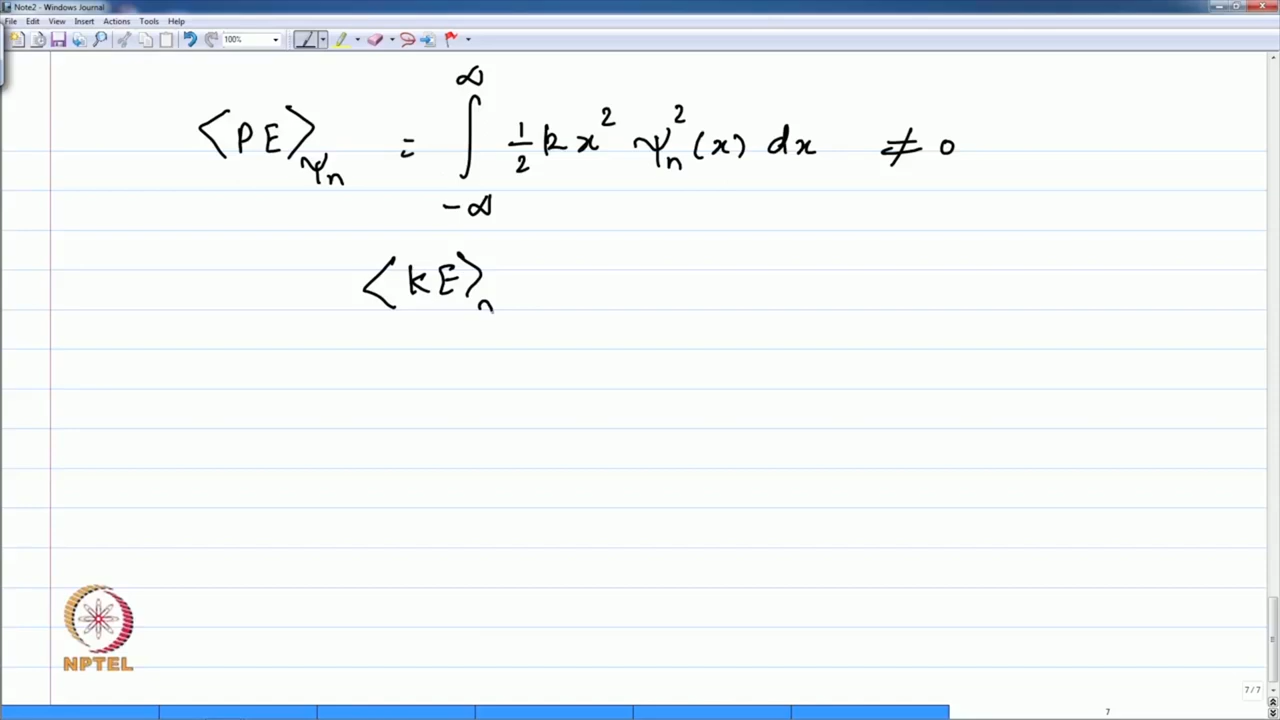 Note2 - Windows Journal
File Edit View Insert Actions Tools Help
100%
⟨PE⟩ψn = ∫_{-∞}^{∞} 1/2 k x² ψn²(x) dx ≠ 0
⟨KE⟩n
NPTEL
7 / 7
7